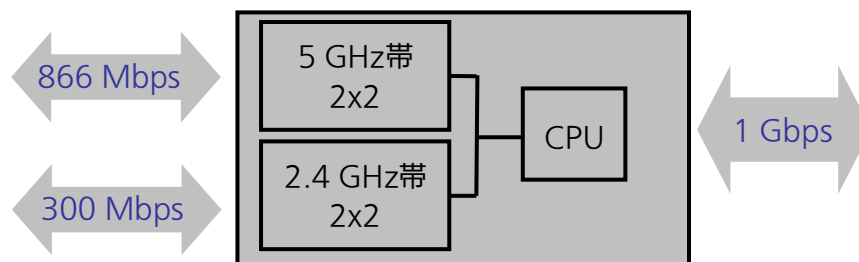 866 Mbps
5 GHz帯
2x2
CPU
1 Gbps
300 Mbps
2.4 GHz帯
2x2